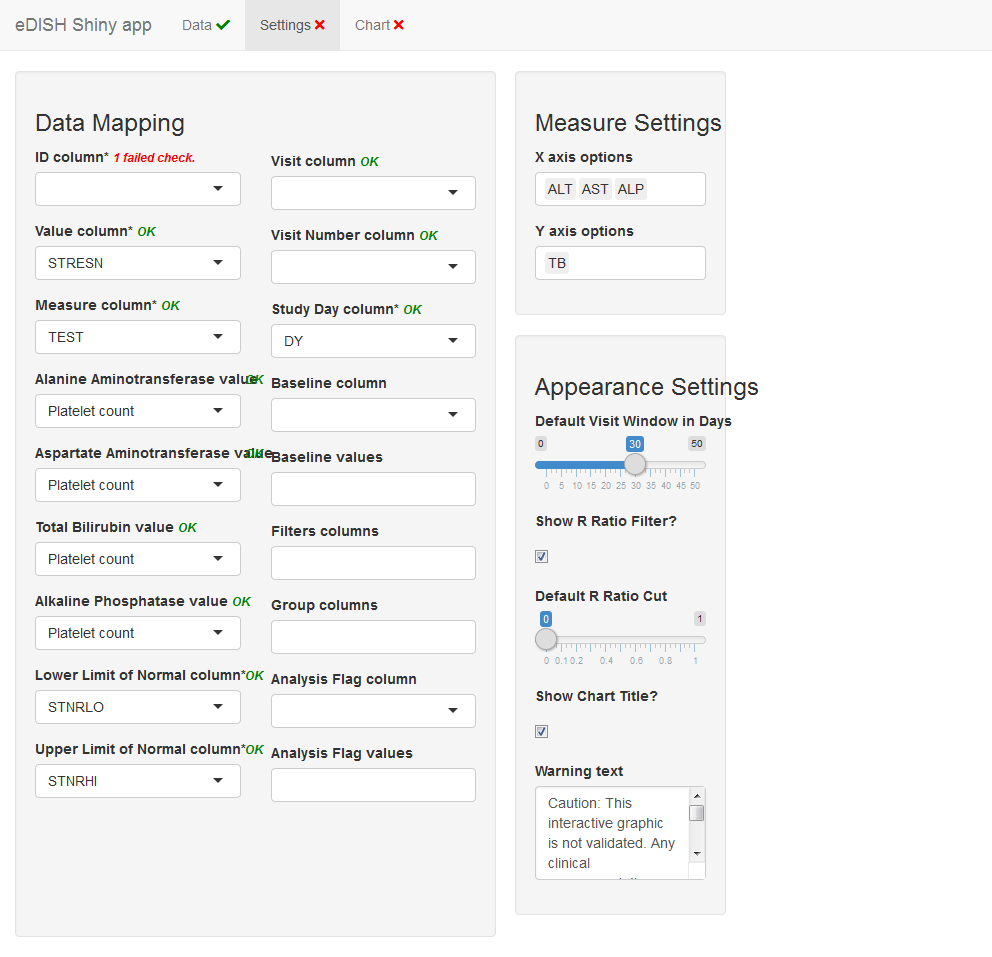 eDISH Shiny app Data Settings Chart
Data Mapping
ID column* 1 failed check.
Value column* OK
STRESN
Measure column* OK
TEST
Alanine Aminotransferase value OK
Platelet count
Aspartate Aminotransferase value OK
Platelet count
Total Bilirubin value OK
Platelet count
Alkaline Phosphatase value OK
Platelet count
Lower Limit of Normal column* OK
STNRLO
Upper Limit of Normal column* OK
STNRHI
Visit column OK
Visit Number column OK
Study Day column* OK
DY
Baseline column
Baseline values
Filters columns
Group columns
Analysis Flag column
Analysis Flag values
Measure Settings
X axis options
ALT AST ALP
Y axis options
TB
Appearance Settings
Default Visit Window in Days
0 30 50
0 5 10 15 20 25 30 35 40 45 50
Show R Ratio Filter?
Default R Ratio Cut
0 1
0 0.1 0.2 0.4 0.6 0.8 1
Show Chart Title?
Warning text
Caution: This
interactive graphic
is not validated. Any
clinical